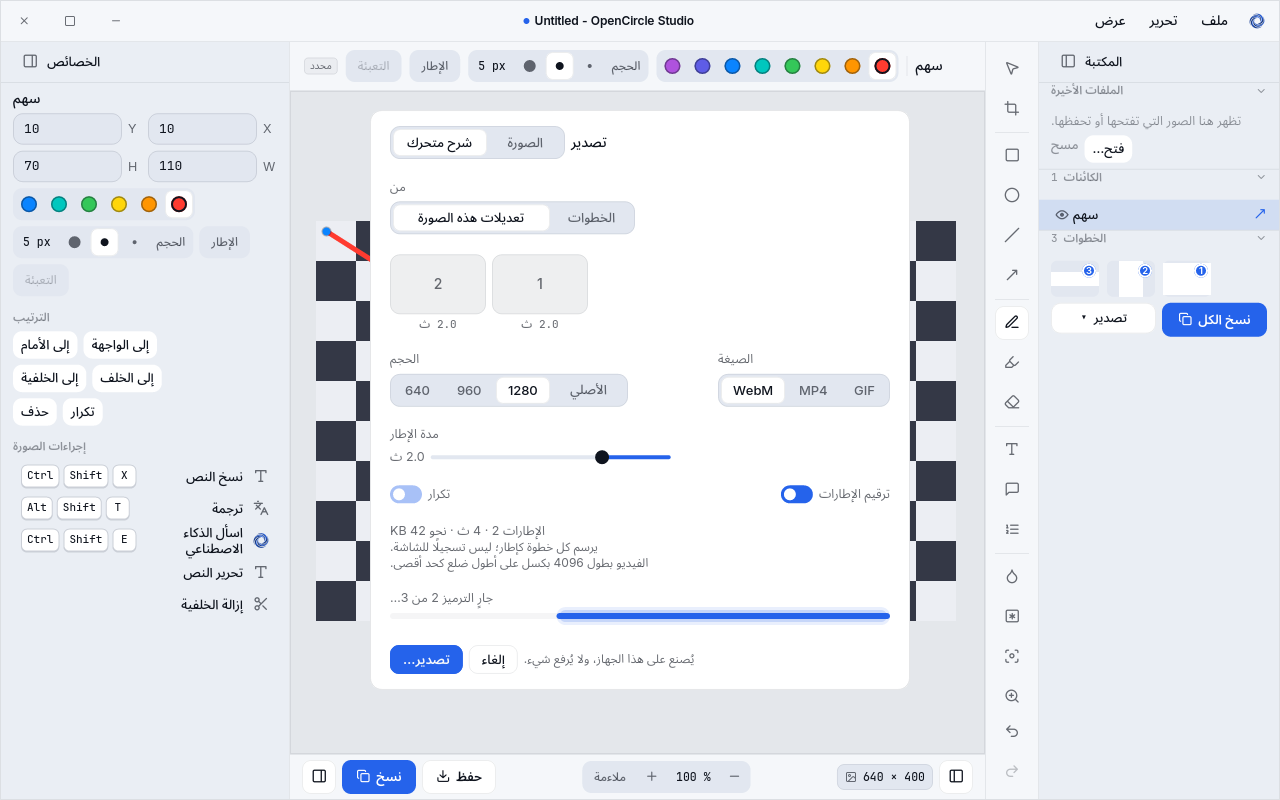 ملف تحرير عرض
Untitled - OpenCircle Studio
المكتبة
الملفات الأخيرة
تظهر هنا الصور التي تفتحها أو تحفظها.
فتح... مسح
الكائنات 1
سهم
الخطوات 3
1 2 3
نسخ الكل تصدير
سهم
الحجم 5 px
الإطار
التعبئة
محدد
تصدير الصورة شرح متحرك
من
الخطوات تعديلات هذه الصورة
1 2
2.0 ث 2.0 ث
الصيغة
GIF MP4 WebM
الحجم
الأصلي 1280 960 640
مدة الإطار
2.0 ث
ترقيم الإطارات
تكرار
الإطارات 2 · 4 ث · نحو 42 KB
يرسم كل خطوة كإطار؛ ليس تسجيلًا للشاشة.
الفيديو بطول 4096 بكسل على أطول ضلع كحد أقصى.
جارٍ الترميز 2 من 3...
يُصنع على هذا الجهاز، ولا يُرفع شيء. إلغاء تصدير...
640 × 400
100 %
ملاءمة
حفظ
نسخ
الخصائص
سهم
X 10 Y 10
W 110 H 70
الإطار الحجم 5 px
التعبئة
الترتيب
إلى الواجهة إلى الأمام
إلى الخلف إلى الخلفية
تكرار حذف
إجراءات الصورة
نسخ النص Ctrl Shift X
ترجمة Alt Shift T
اسأل الذكاء
الاصطناعي Ctrl Shift E
تحرير النص
إزالة الخلفية